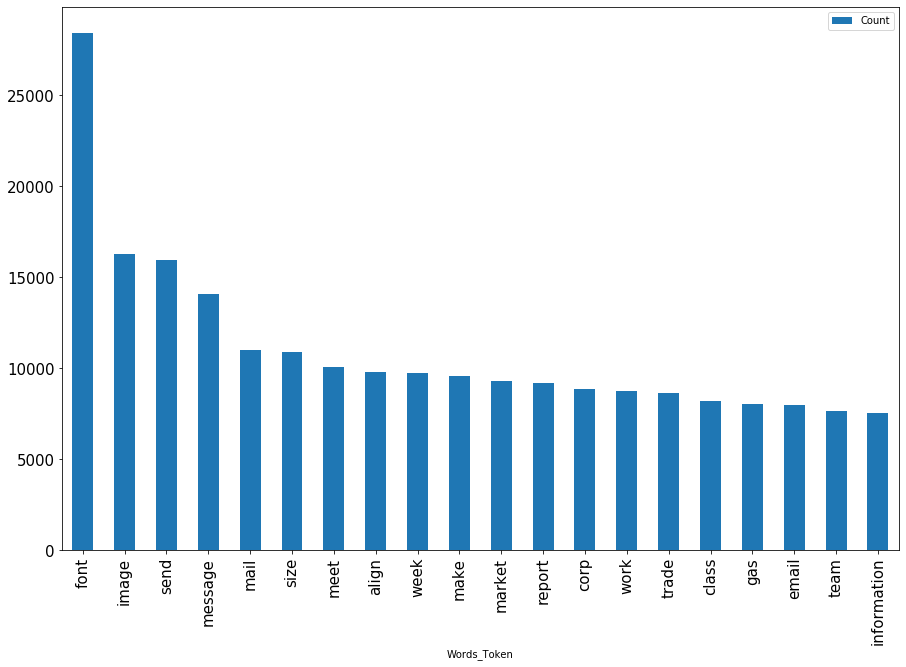 Count
25000
20000
15000
10000
5000
0
font
image
send
message
mail
size
meet
align
week
make
market
report
corp
work
trade
class
gas
email
team
information
Words_Token